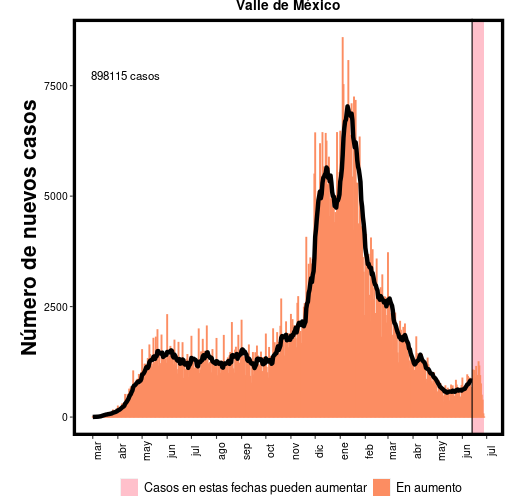 Valle de México
898115 casos
Número de nuevos casos
7500
5000
2500
0
mar abr may jun jul ago sep oct nov dic ene feb mar abr may jun jul
Casos en estas fechas pueden aumentar
En aumento